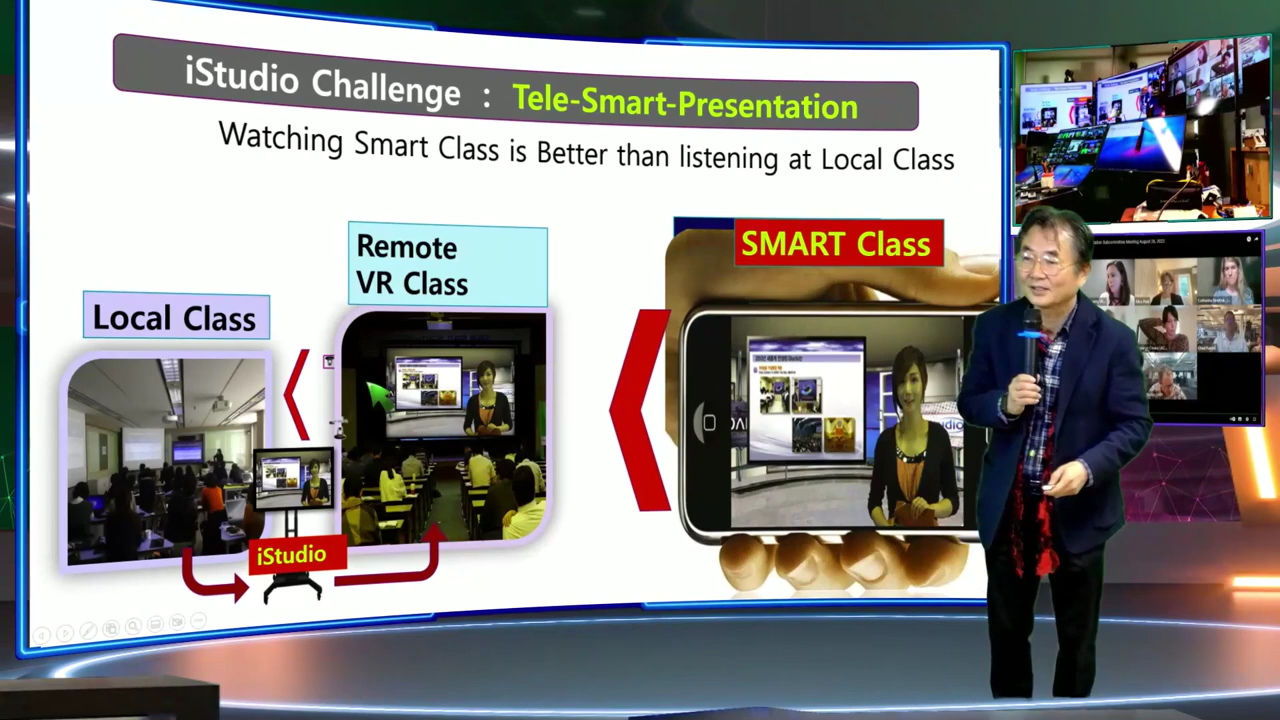 iStudio Challenge : Tele-Smart-Presentation
Watching Smart Class is Better than listening at Local Class
Remote
VR Class
SMART Class
Local Class
iStudio